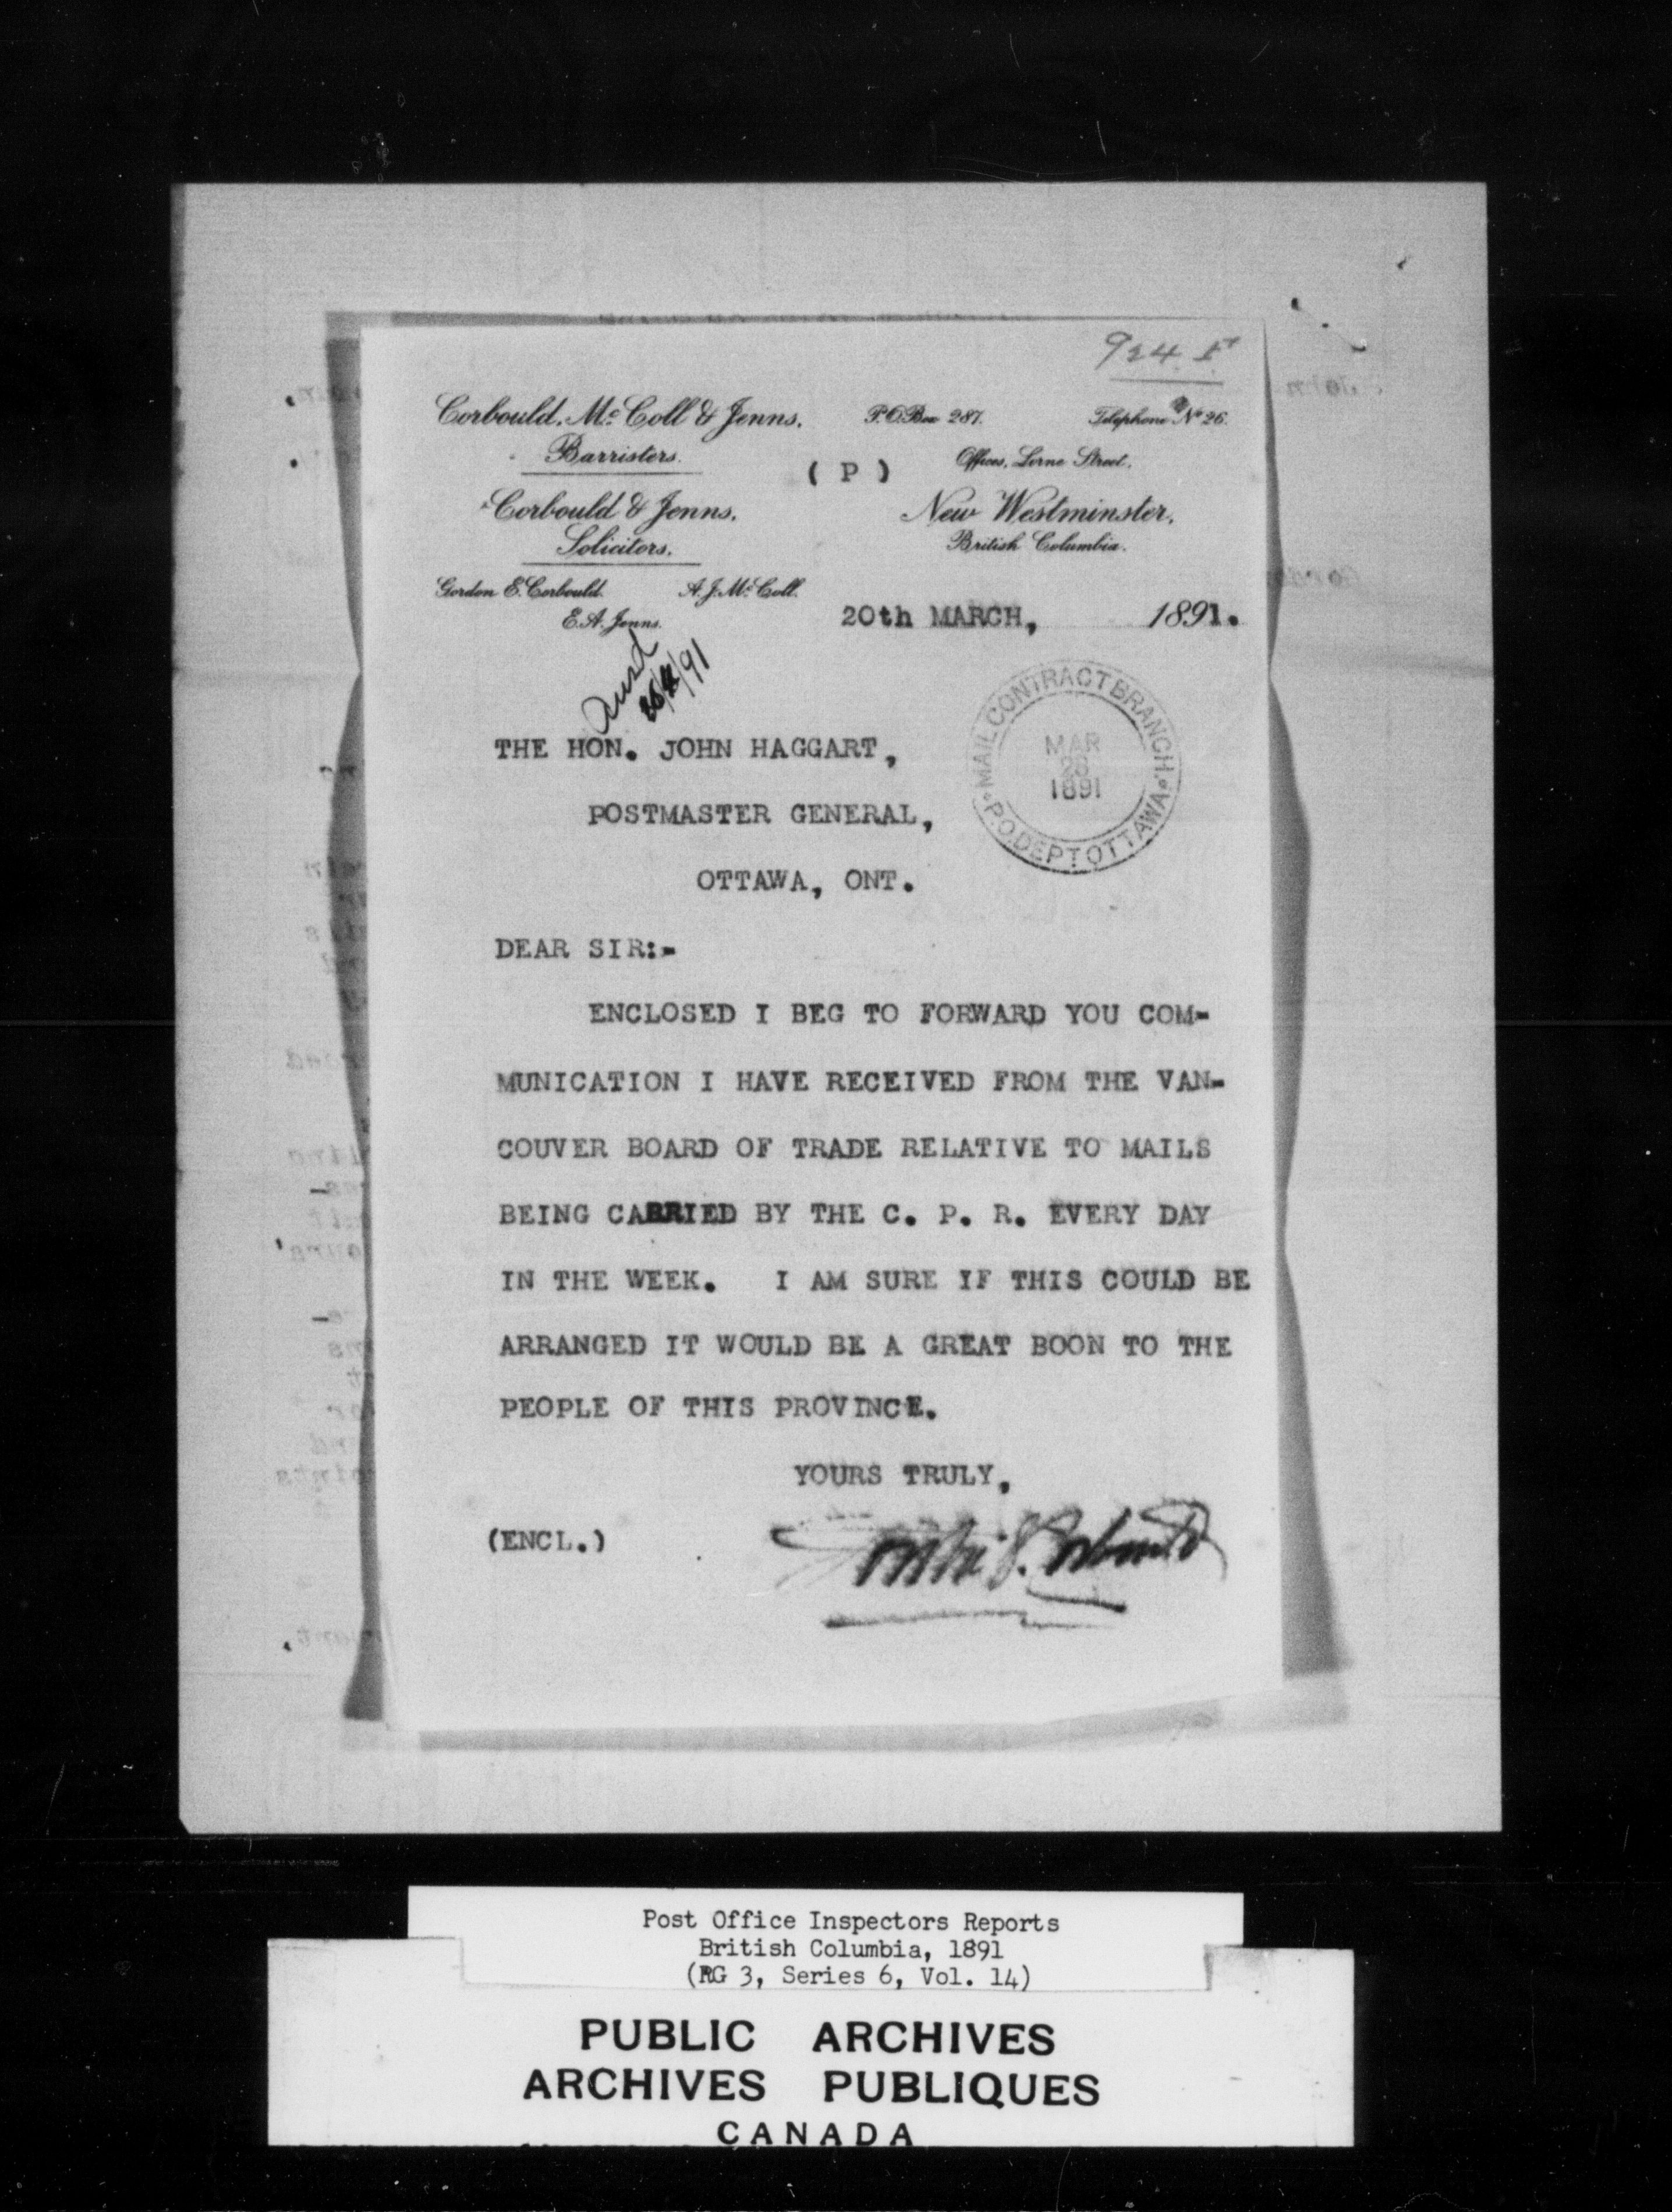 924 F
Corbould, McColl & Jenns.
Barristers.
P.O. Box 287.
Telephone No 26.
Offices, Lorne Street.
( P )
Corbould & Jenns.
Solicitors.
New Westminster,
British Columbia.
Gordon E. Corbould. A. J. McColl.
E. A. Jenns.
20th MARCH, 1891.
/91
MAIL CONTRACT BRANCH.
MAR
28
1891
P.O. DEPT OTTAWA
THE HON. JOHN HAGGART,
POSTMASTER GENERAL,
OTTAWA, ONT.
DEAR SIR:-
ENCLOSED I BEG TO FORWARD YOU COM-
MUNICATION I HAVE RECEIVED FROM THE VAN-
COUVER BOARD OF TRADE RELATIVE TO MAILS
BEING CARRIED BY THE C. P. R. EVERY DAY
IN THE WEEK. I AM SURE IF THIS COULD BE
ARRANGED IT WOULD BE A GREAT BOON TO THE
PEOPLE OF THIS PROVINCE.
YOURS TRULY,
(ENCL.)
Gordon E. Corbould
Post Office Inspectors Reports
British Columbia, 1891
(RG 3, Series 6, Vol. 14)
PUBLIC ARCHIVES
ARCHIVES PUBLIQUES
CANADA